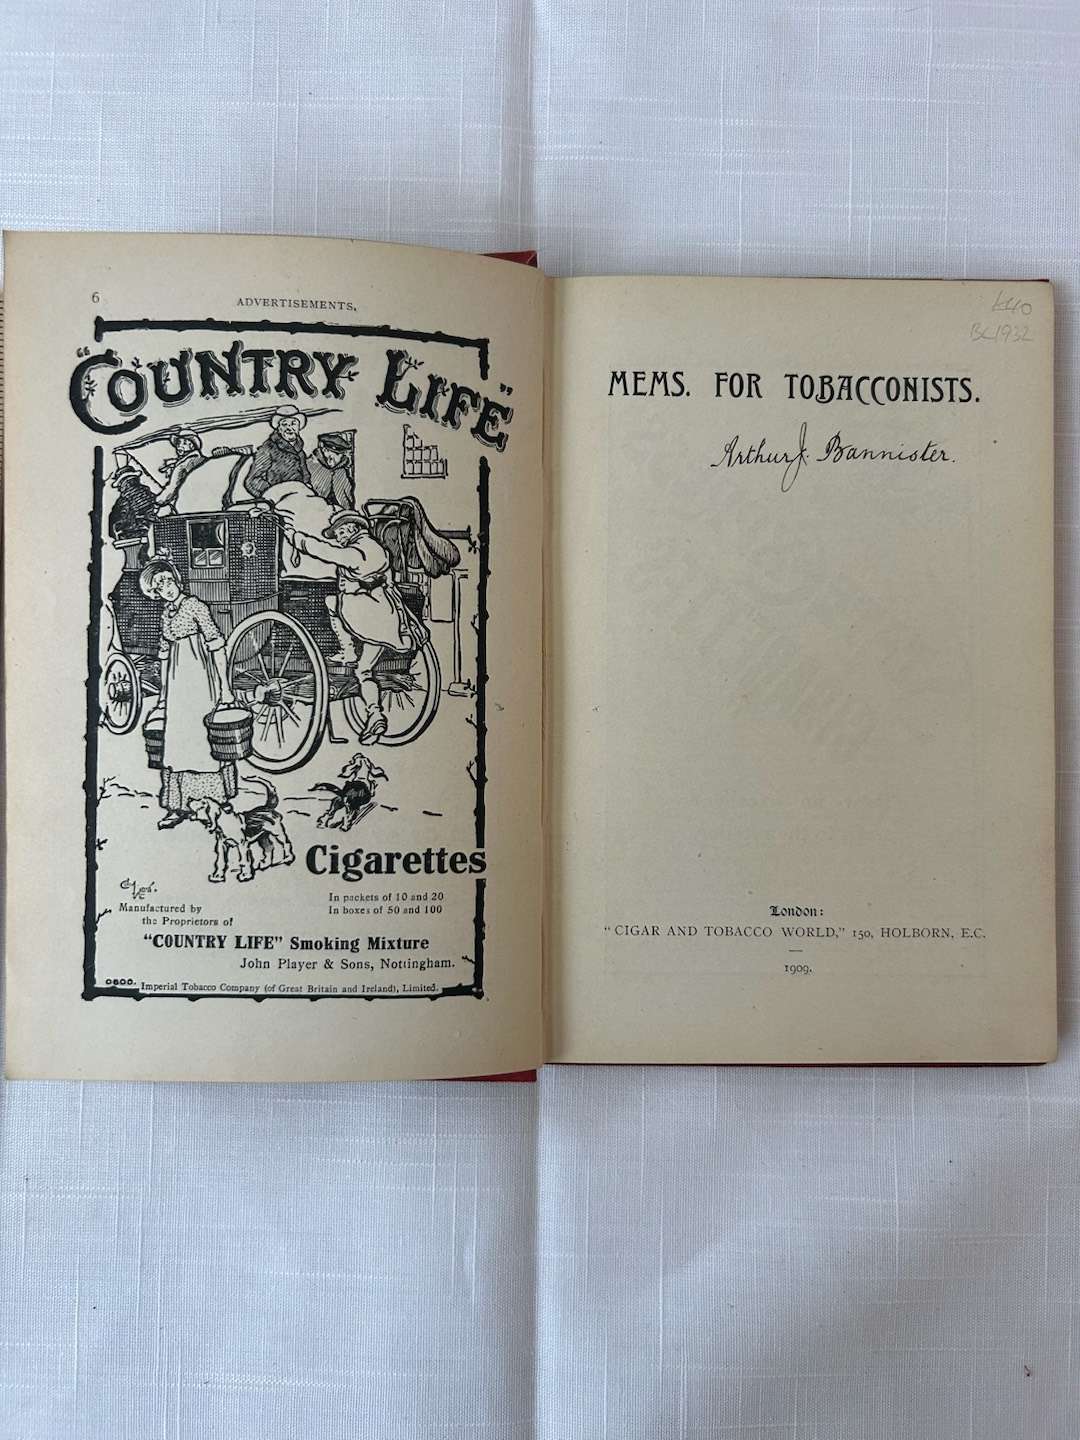 6
ADVERTISEMENTS.
"COUNTRY LIFE"
Cigarettes
In packets of 10 and 20
In boxes of 50 and 100
Manufactured by
the Proprietors of
"COUNTRY LIFE" Smoking Mixture
John Player & Sons, Nottingham.
0600. Imperial Tobacco Company (of Great Britain and Ireland), Limited.
BC1932
MEMS. FOR TOBACCONISTS.
Arthur J. Bannister.
London:
"CIGAR AND TOBACCO WORLD," 150, HOLBORN, E.C.
1909.